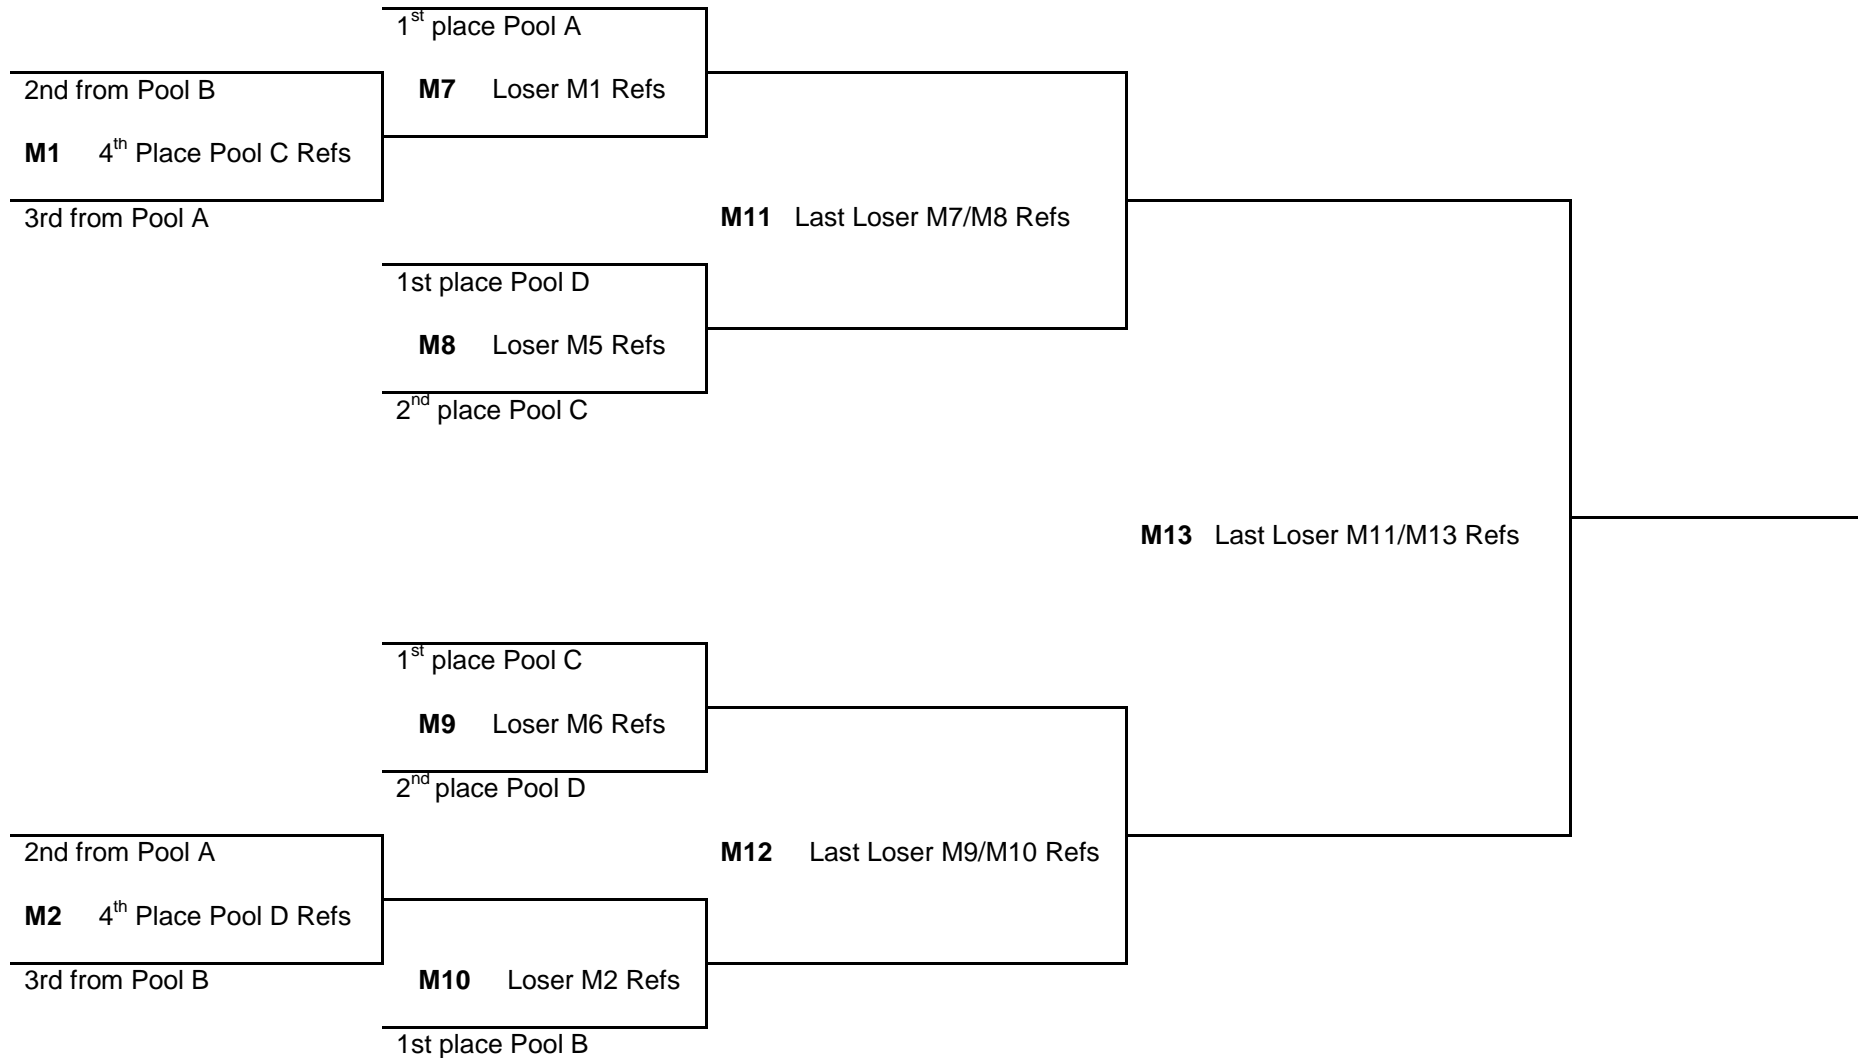 1st place Pool A
2nd from Pool B
M7 Loser M1 Refs
M1 4th Place Pool C Refs
3rd from Pool A
M11 Last Loser M7/M8 Refs
1st place Pool D
M8 Loser M5 Refs
2nd place Pool C
M13 Last Loser M11/M13 Refs
1st place Pool C
M9 Loser M6 Refs
2nd place Pool D
2nd from Pool A
M12 Last Loser M9/M10 Refs
M2 4th Place Pool D Refs
3rd from Pool B
M10 Loser M2 Refs
1st place Pool B